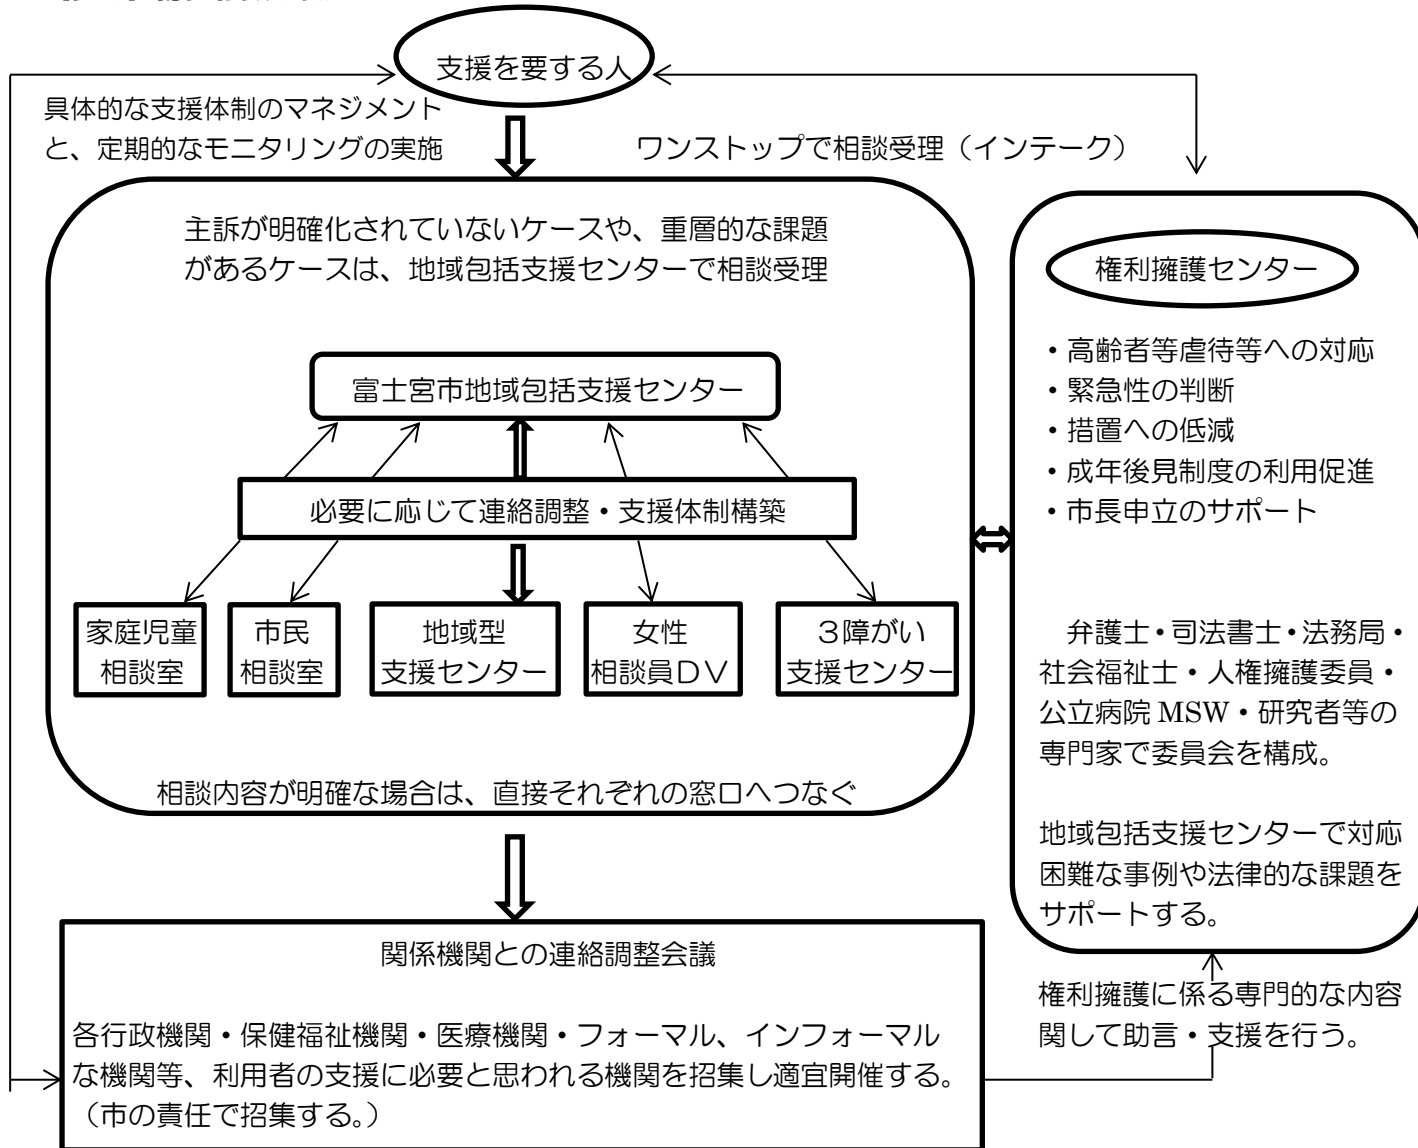 支援を要する人
具体的な支援体制のマネジメント
と、定期的なモニタリングの実施
ワンストップで相談受理（インテーク）
主訴が明確化されていないケースや、重層的な課題
があるケースは、地域包括支援センターで相談受理
富士宮市地域包括支援センター
必要に応じて連絡調整・支援体制構築
家庭児童
相談室
市民
相談室
地域型
支援センター
女性
相談員ＤＶ
３障がい
支援センター
相談内容が明確な場合は、直接それぞれの窓口へつなぐ
権利擁護センター
・高齢者等虐待等への対応
・緊急性の判断
・措置への低減
・成年後見制度の利用促進
・市長申立のサポート
弁護士・司法書士・法務局・
社会福祉士・人権擁護委員・
公立病院 MSW・研究者等の
専門家で委員会を構成。
地域包括支援センターで対応
困難な事例や法律的な課題を
サポートする。
関係機関との連絡調整会議
各行政機関・保健福祉機関・医療機関・フォーマル、インフォーマル
な機関等、利用者の支援に必要と思われる機関を招集し適宜開催する。
（市の責任で招集する。）
権利擁護に係る専門的な内容
関して助言・支援を行う。